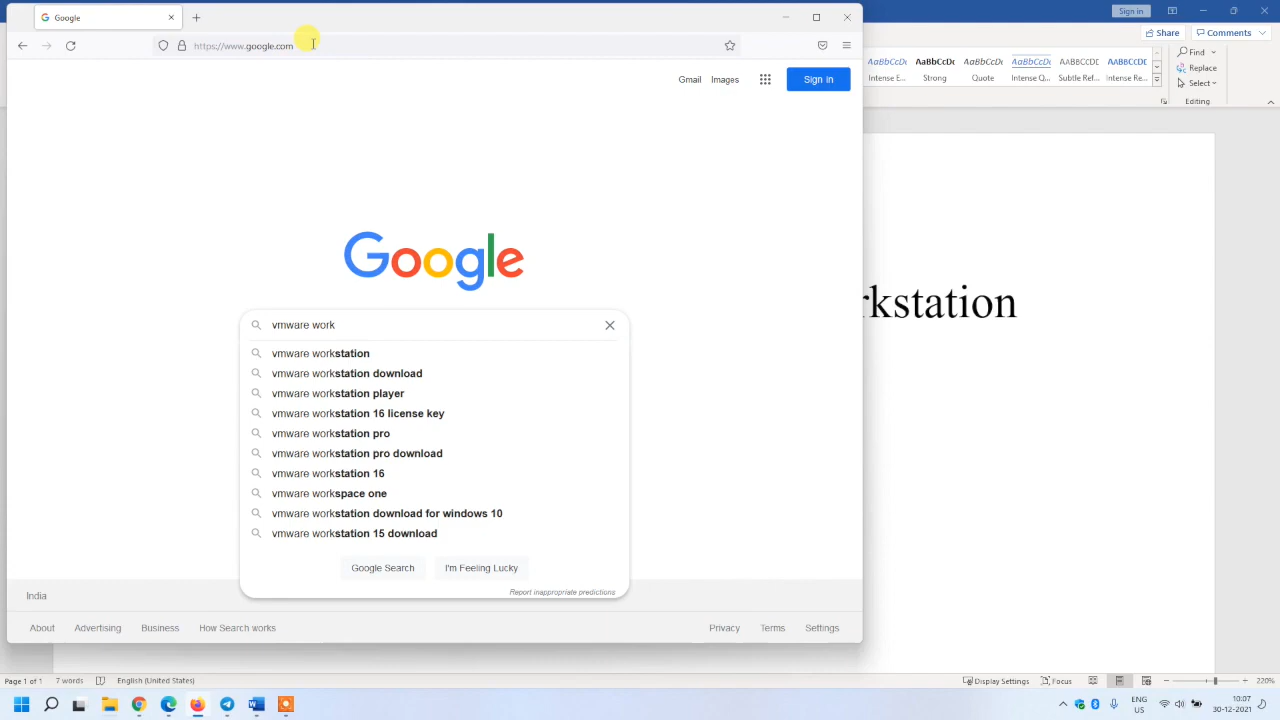 Google
Sign in
https://www.google.com
Share
Comments
AaBbCcDc
AaBbCcDc
AaBbCcDc
AaBbCcDc
AABBCCDE
AABBCCDE
Find
Intense E...
Strong
Quote
Intense Q...
Subtle Ref...
Intense Re...
Replace
Select
Editing
Gmail
Images
Sign in
Google
rkstation
vmware work
vmware workstation
vmware workstation download
vmware workstation player
vmware workstation 16 license key
vmware workstation pro
vmware workstation pro download
vmware workstation 16
vmware workspace one
vmware workstation download for windows 10
vmware workstation 15 download
Google Search
I'm Feeling Lucky
Report inappropriate predictions
India
About
Advertising
Business
How Search works
Privacy
Terms
Settings
Page 1 of 1
7 words
English (United States)
Display Settings
Focus
220%
ENG
US
10:07
30-12-2021